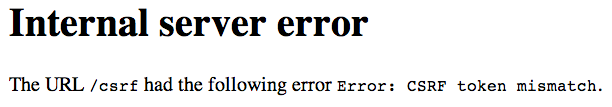 Internal server error
The URL /csrf had the following error Error: CSRF token mismatch.